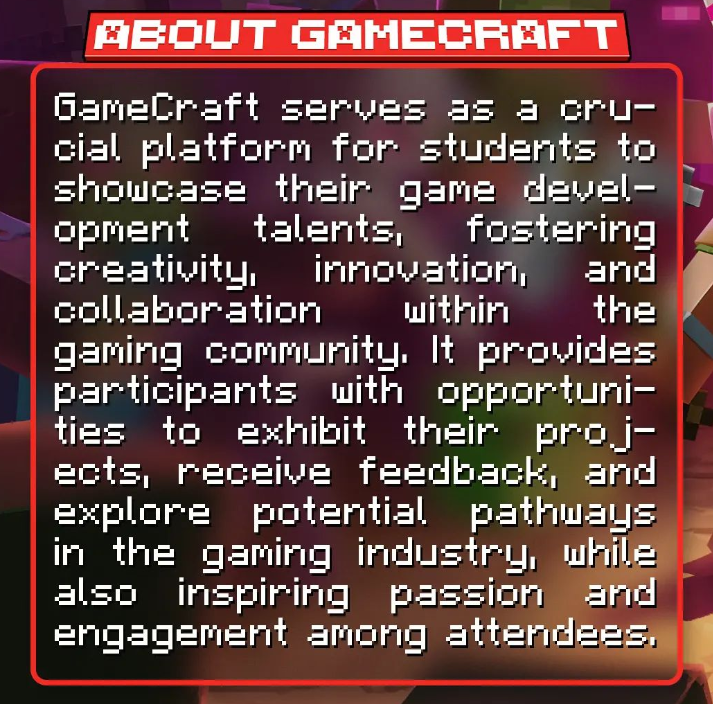 ABOUT GAMECRAFT
GameCraft serves as a cru-
cial platform for students to
showcase their game devel-
opment talents, fostering
creativity, innovation, and
collaboration within the
gaming community. It provides
participants with opportuni-
ties to exhibit their proj-
ects, receive feedback, and
explore potential pathways
in the gaming industry, while
also inspiring passion and
engagement among attendees.